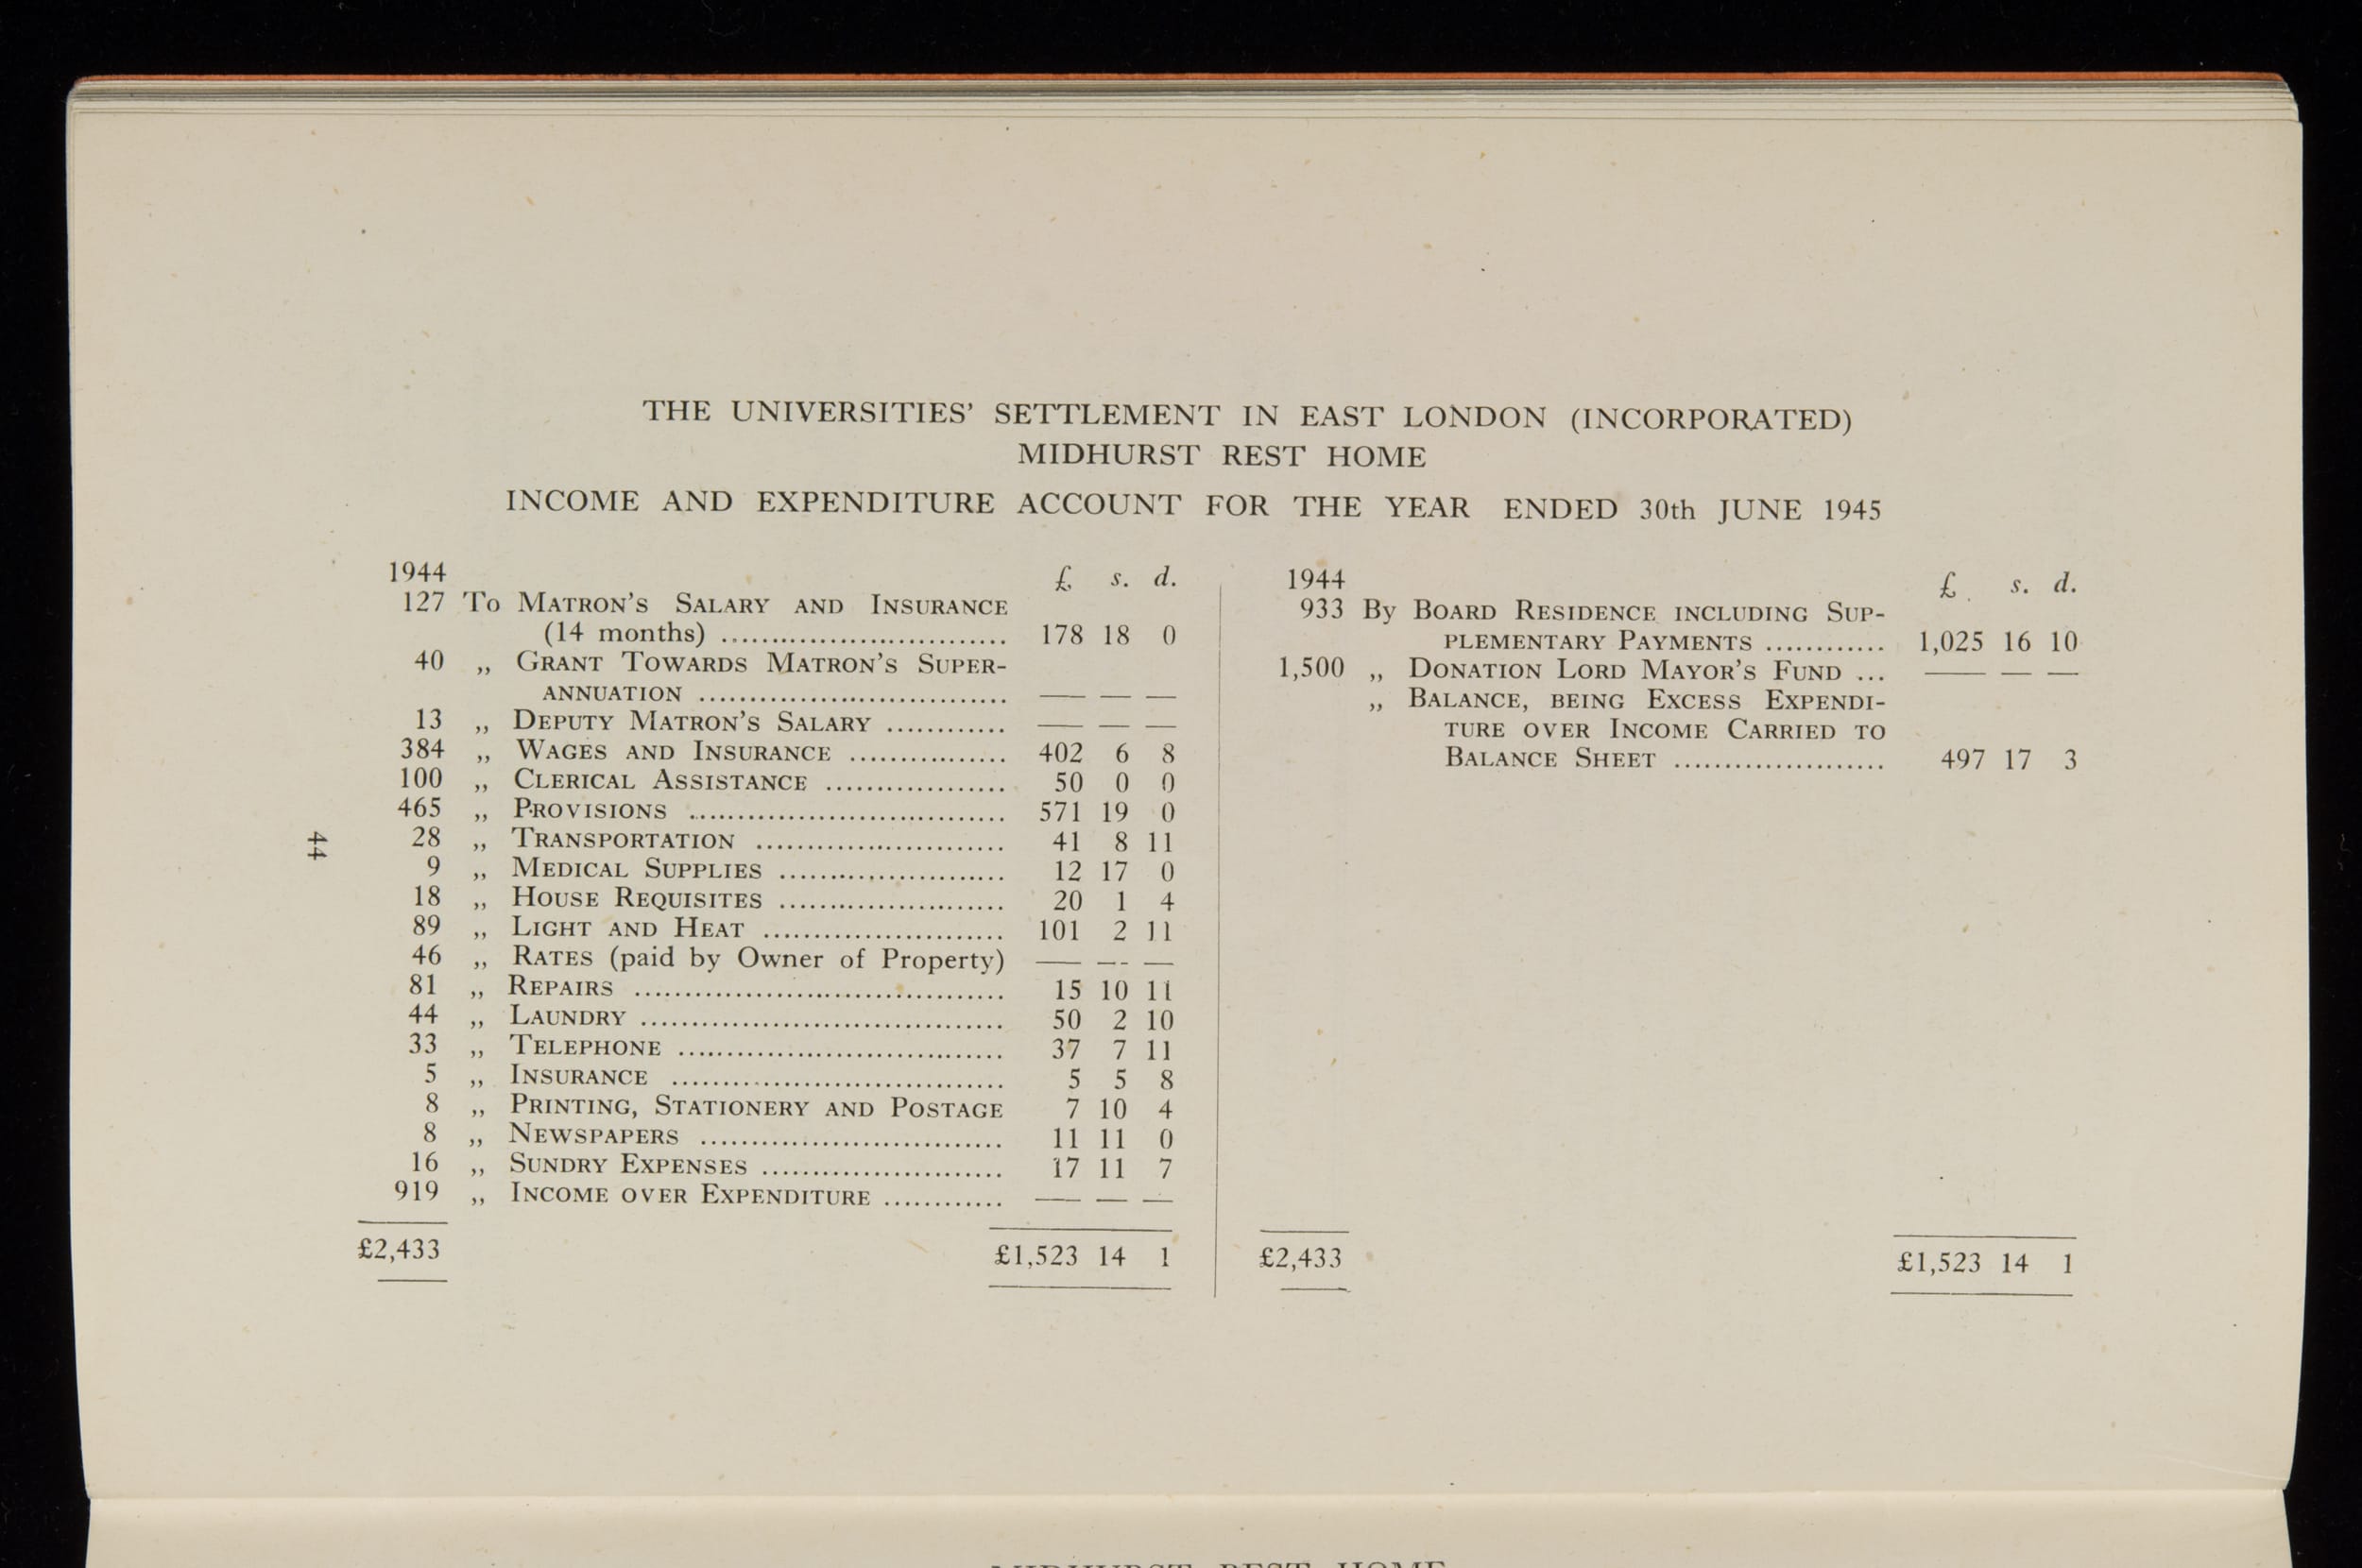 THE UNIVERSITIES' SETTLEMENT IN EAST LONDON (INCORPORATED)
MIDHURST REST HOME
INCOME AND EXPENDITURE ACCOUNT FOR THE YEAR ENDED 30th JUNE 1945
1944 £ s. d.
127 To MATRON'S SALARY AND INSURANCE
(14 months) .............................. 178 18 0
40 ,, GRANT TOWARDS MATRON'S SUPER-
ANNUATION .............................. — — —
13 ,, DEPUTY MATRON'S SALARY ............ — — —
384 ,, WAGES AND INSURANCE ................ 402 6 8
100 ,, CLERICAL ASSISTANCE .................. 50 0 0
465 ,, PROVISIONS ................................ 571 19 0
28 ,, TRANSPORTATION ......................... 41 8 11
9 ,, MEDICAL SUPPLIES ....................... 12 17 0
18 ,, HOUSE REQUISITES ....................... 20 1 4
89 ,, LIGHT AND HEAT ........................ 101 2 11
46 ,, RATES (paid by Owner of Property) — — —
81 ,, REPAIRS ..................................... 15 10 11
44 ,, LAUNDRY .................................... 50 2 10
33 ,, TELEPHONE ................................ 37 7 11
5 ,, INSURANCE ................................. 5 5 8
8 ,, PRINTING, STATIONERY AND POSTAGE 7 10 4
8 ,, NEWSPAPERS .............................. 11 11 0
16 ,, SUNDRY EXPENSES ........................ 17 11 7
919 ,, INCOME OVER EXPENDITURE ............ — — —
£2,433 £1,523 14 1
1944 £ s. d.
933 By BOARD RESIDENCE INCLUDING SUP-
PLEMENTARY PAYMENTS ............ 1,025 16 10
1,500 ,, DONATION LORD MAYOR'S FUND ... — — —
,, BALANCE, BEING EXCESS EXPENDI-
TURE OVER INCOME CARRIED TO
BALANCE SHEET ..................... 497 17 3
£2,433 £1,523 14 1
44
MIDHURST REST HOME